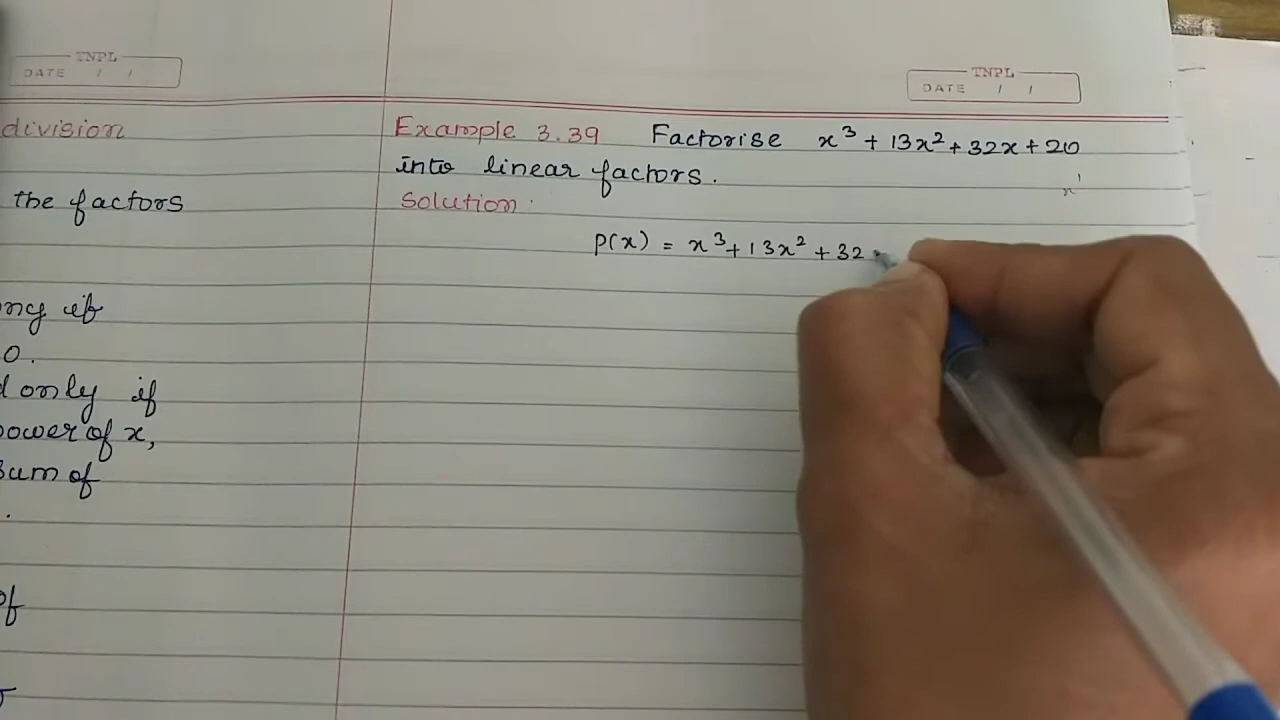 TNPL
DATE / /
division
the factors
if
0.
only if
power of x,
sum of
.
of
TNPL
DATE / /
Example 3.39 Factorise x³ + 13x² + 32x + 20
into linear factors.
Solution
P(x) = x³ + 13x² + 32